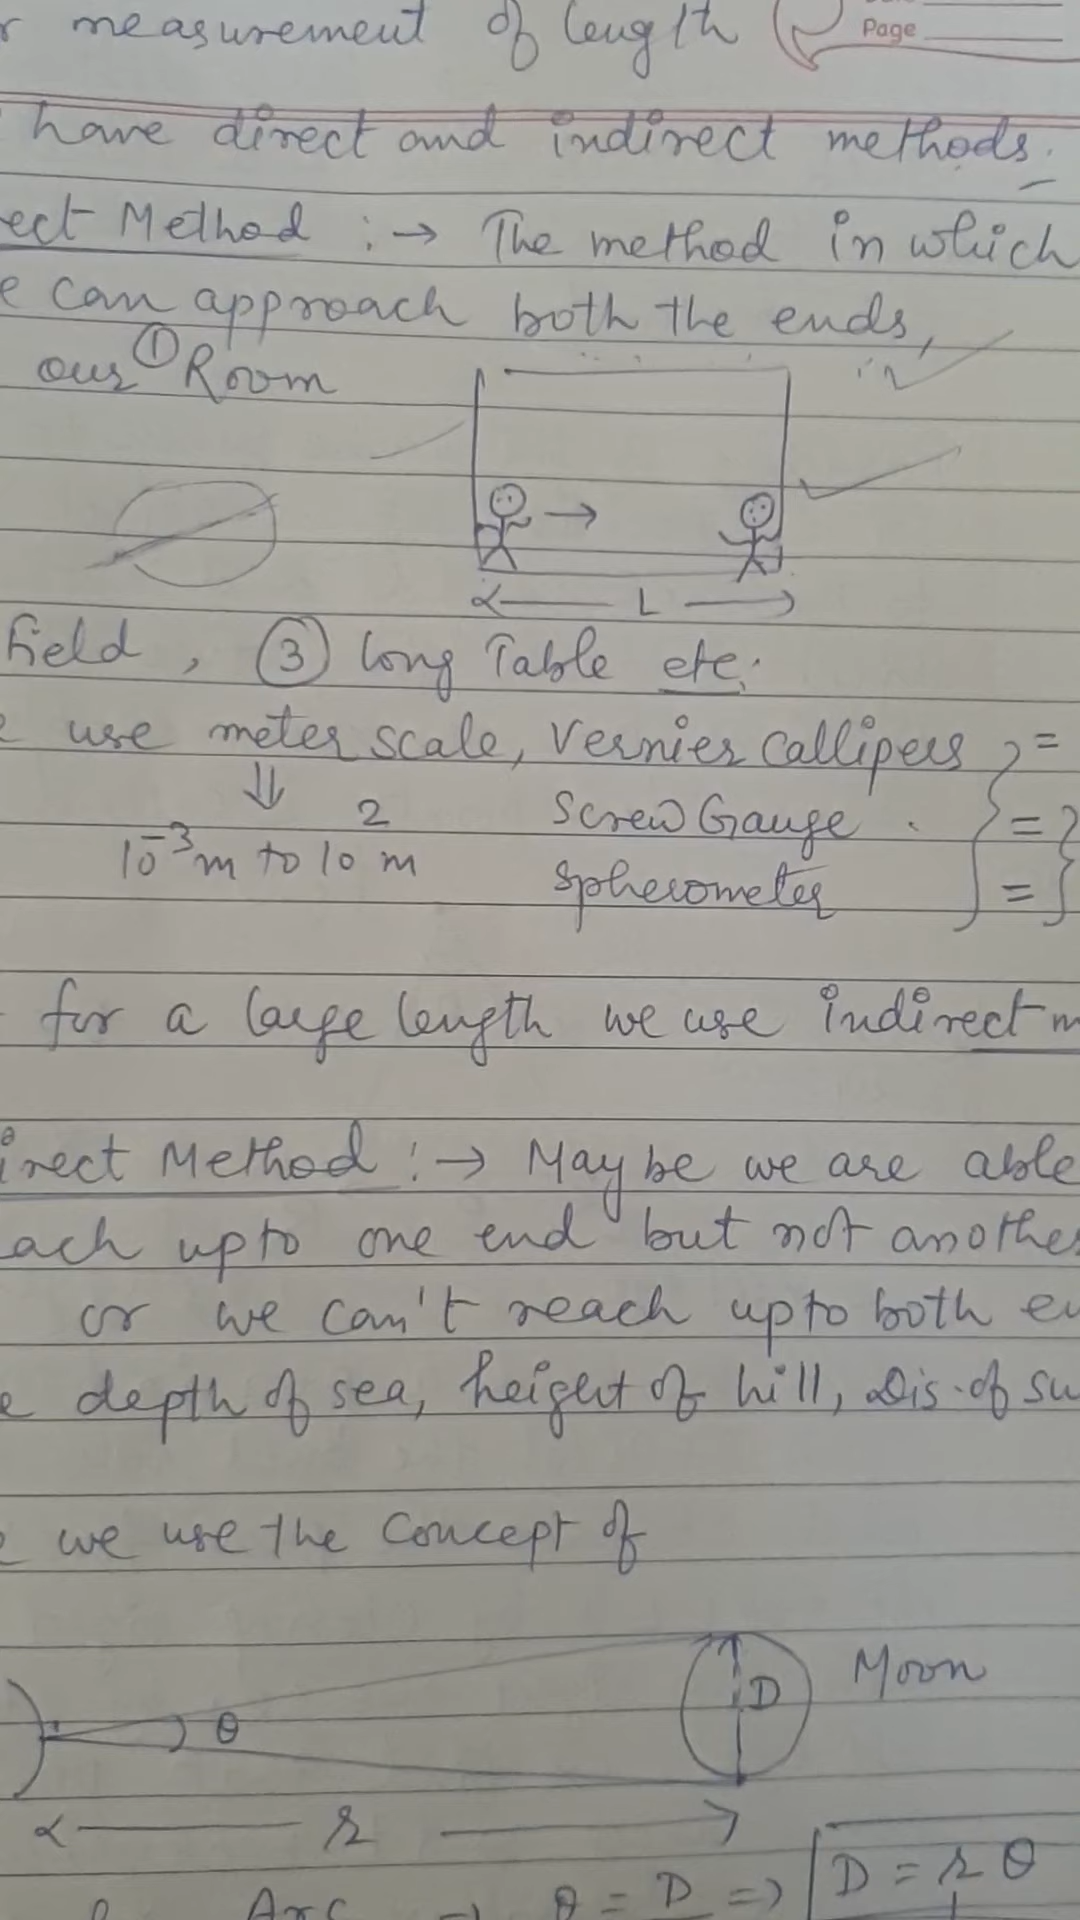 Page
measurement of length
have direct and indirect methods.
ect Method :→ The method in which
e can approach both the ends,
our ① Room
L
field, ③ long Table etc.
use meter scale, Vernier Callipers } =
⇓ Screw Gauge . =
10⁻³ m to 10² m Spherometer =
for a large length we use indirect m
irect Method :→ May be we are able
ach upto one end but not another
or we can't reach upto both en
e depth of sea, height of hill, Dis. of su
e we use the Concept of
Moon
D
θ
r
Arc ⇒ θ = D ⇒ D = r θ